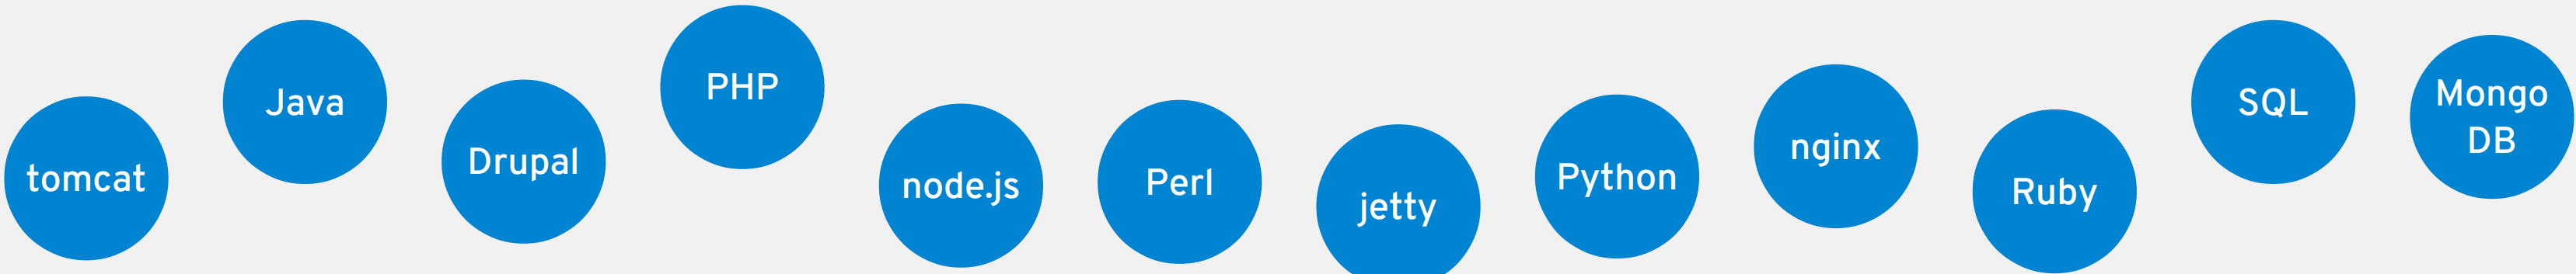 tomcat
Java
Drupal
PHP
node.js
Perl
jetty
Python
nginx
Ruby
SQL
Mongo
DB